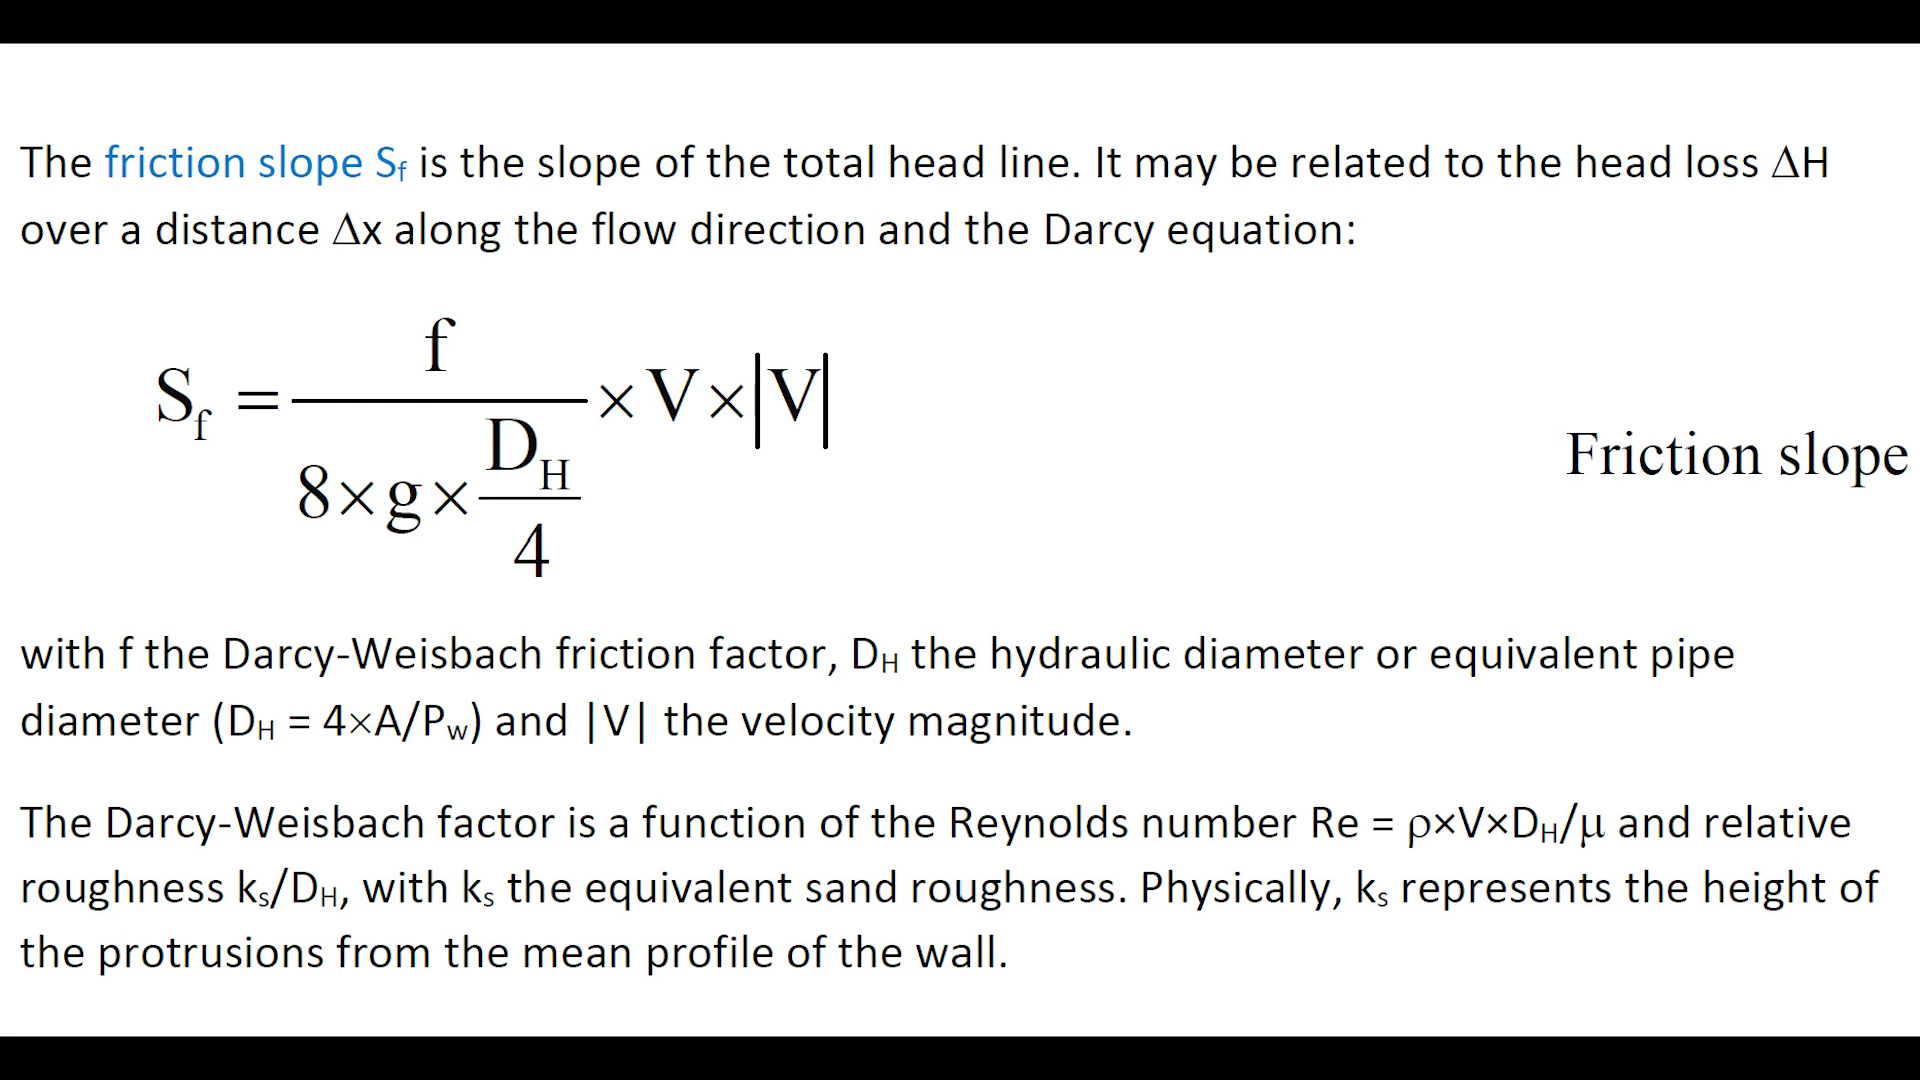 The friction slope Sf is the slope of the total head line. It may be related to the head loss ΔH
over a distance Δx along the flow direction and the Darcy equation:
Sf = f / (8×g×DH/4) ×V×|V|
Friction slope
with f the Darcy-Weisbach friction factor, DH the hydraulic diameter or equivalent pipe
diameter (DH = 4×A/Pw) and |V| the velocity magnitude.
The Darcy-Weisbach factor is a function of the Reynolds number Re = ρ×V×DH/μ and relative
roughness ks/DH, with ks the equivalent sand roughness. Physically, ks represents the height of
the protrusions from the mean profile of the wall.